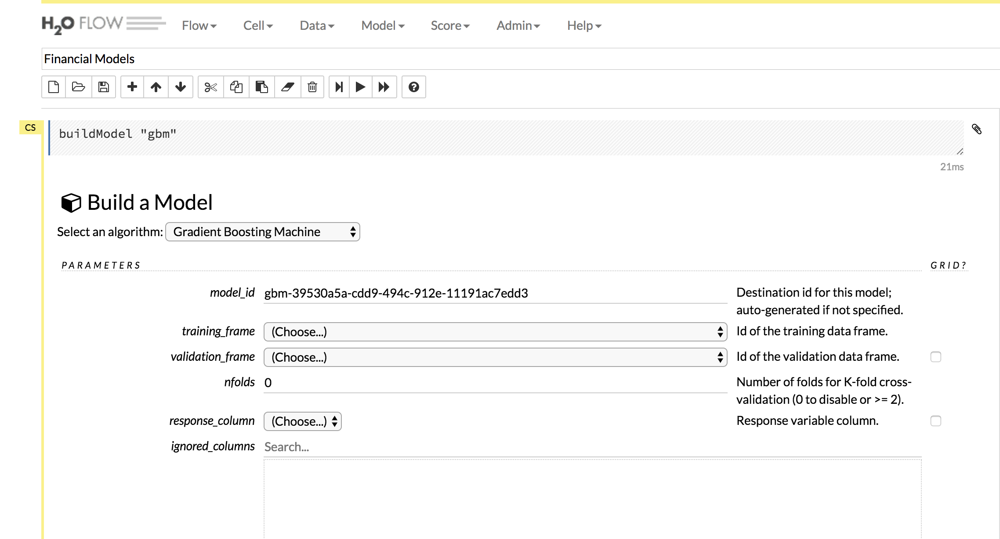 H2O FLOW
Flow Cell Data Model Score Admin Help
Financial Models
CS
buildModel "gbm"
21ms
Build a Model
Select an algorithm: Gradient Boosting Machine
PARAMETERS GRID?
model_id gbm-39530a5a-cdd9-494c-912e-11191ac7edd3 Destination id for this model;
auto-generated if not specified.
training_frame (Choose...) Id of the training data frame.
validation_frame (Choose...) Id of the validation data frame.
nfolds 0 Number of folds for K-fold cross-
validation (0 to disable or >= 2).
response_column (Choose...) Response variable column.
ignored_columns Search...